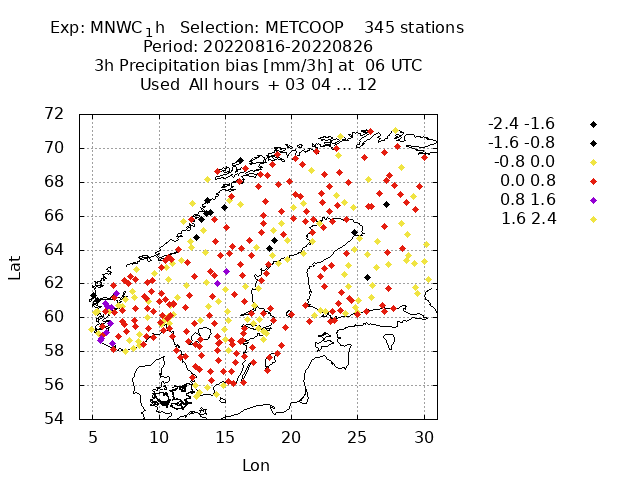 Exp: MNWC_1h   Selection: METCOOP    345 stations
Period: 20220816-20220826
3h Precipitation bias [mm/3h] at  06 UTC
Used  All hours  + 03 04 ... 12
72
70
68
66
64
62
60
58
56
54
Lat
5 10 15 20 25 30
Lon
-2.4 -1.6
-1.6 -0.8
-0.8 0.0
0.0 0.8
0.8 1.6
1.6 2.4